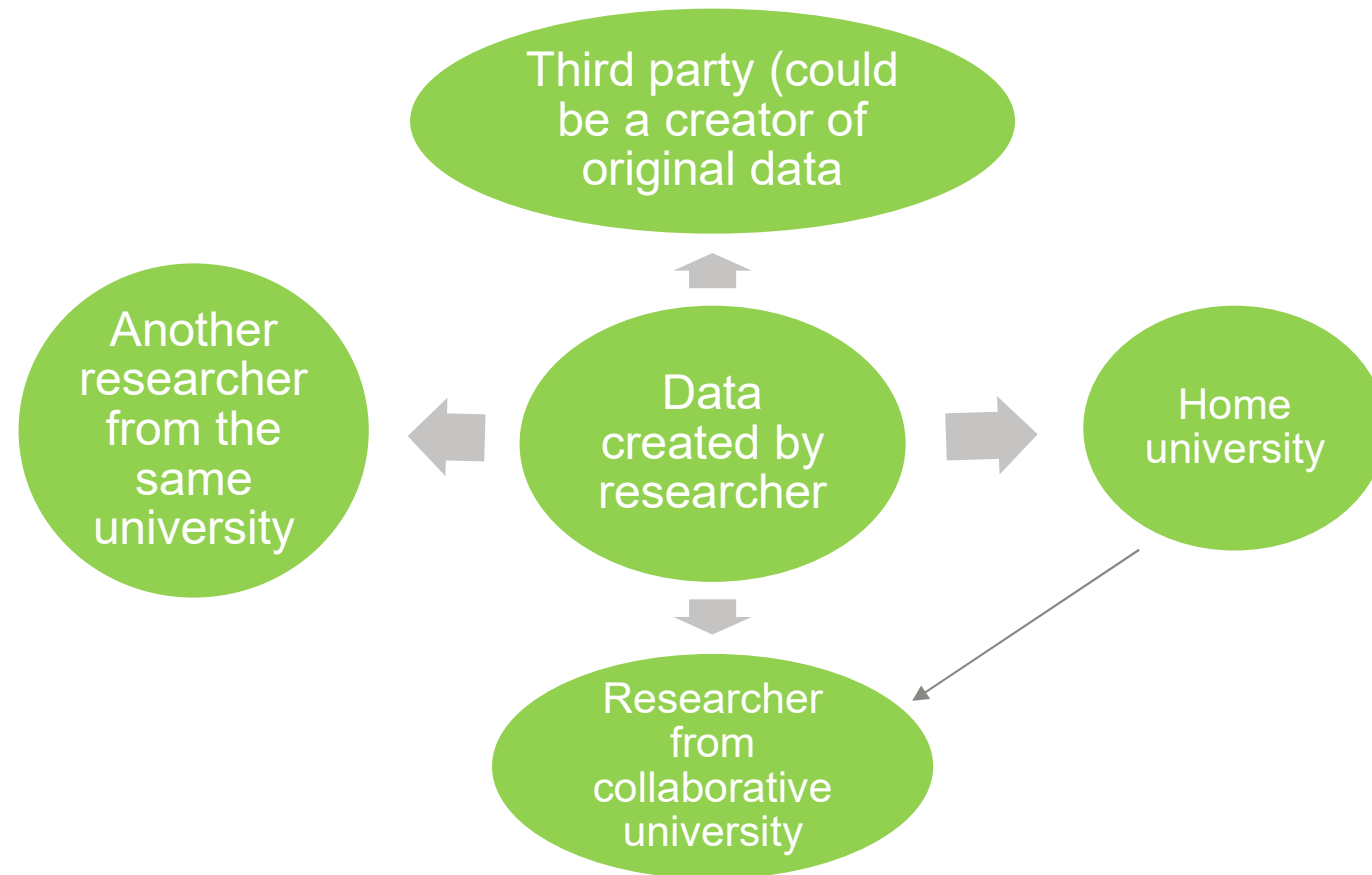 Third party (could
be a creator of
original data
Another
researcher
from the
same
university
Data
created by
researcher
Home
university
Researcher
from
collaborative
university